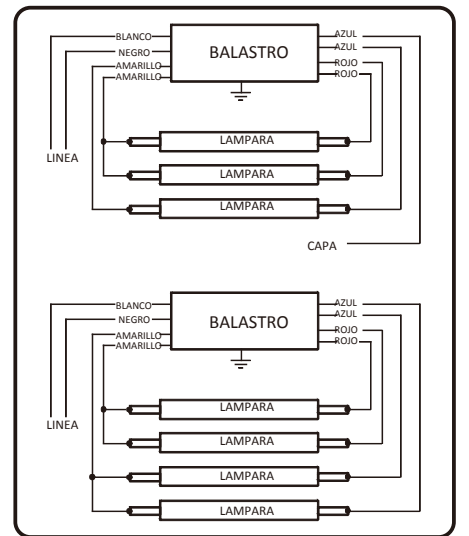 BLANCO
AZUL
NEGRO
AZUL
BALASTRO
AMARILLO
ROJO
AMARILLO
ROJO
LAMPARA
LINEA
LAMPARA
LAMPARA
CAPA
BLANCO
AZUL
NEGRO
AZUL
BALASTRO
AMARILLO
ROJO
AMARILLO
ROJO
LAMPARA
LINEA
LAMPARA
LAMPARA
LAMPARA